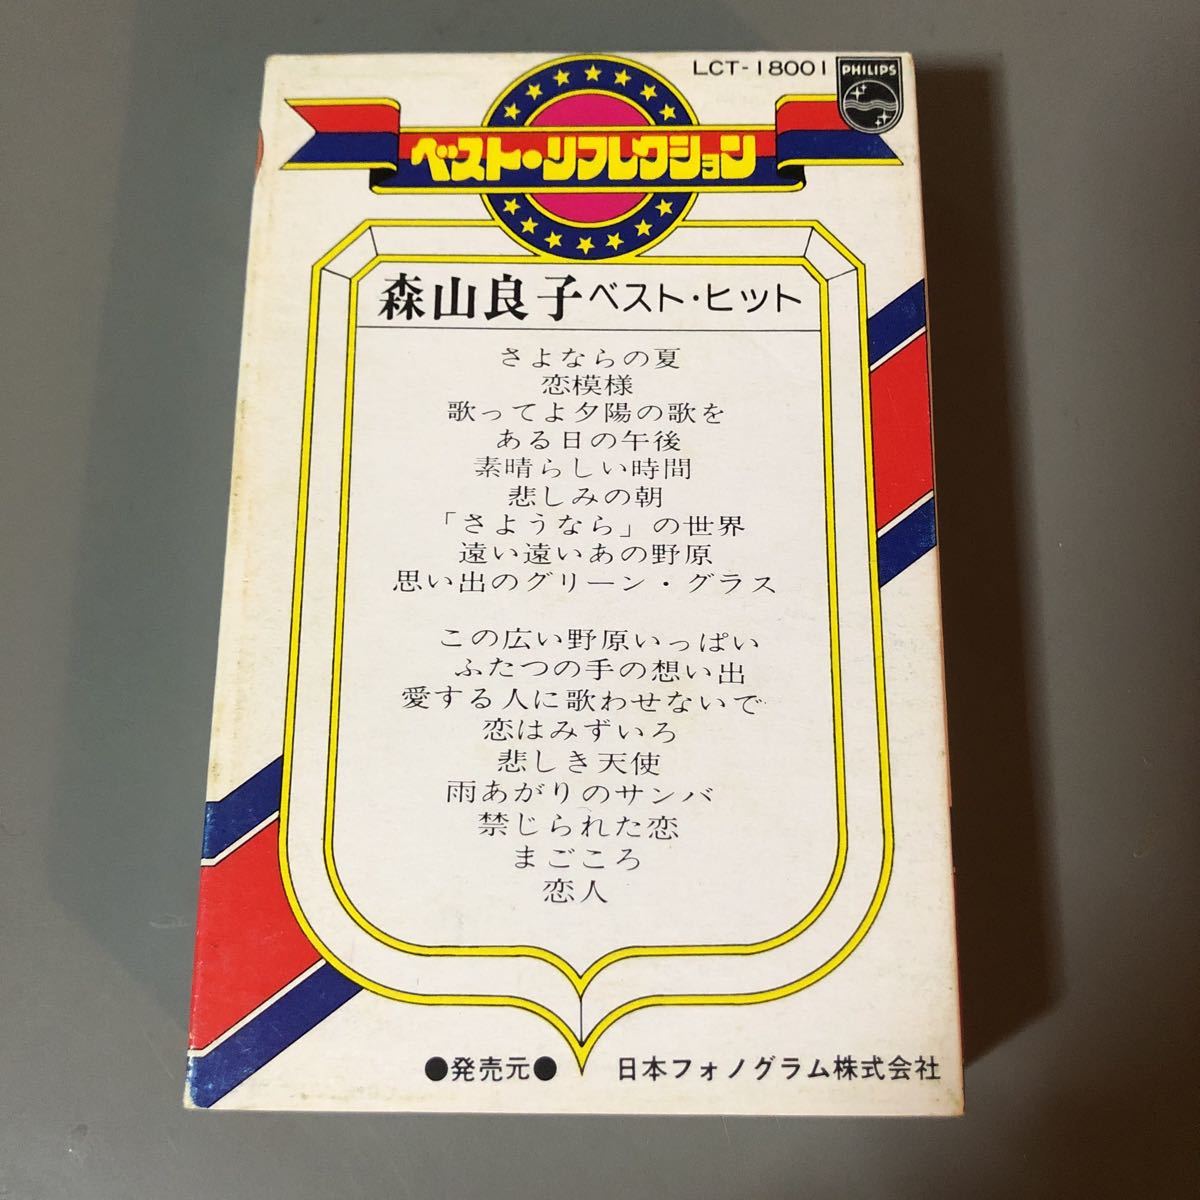 LCT-18001
PHILIPS
ベスト・リフレクション
森山良子ベスト・ヒット
さよならの夏
恋模様
歌ってよ夕陽の歌を
ある日の午後
素晴らしい時間
悲しみの朝
「さようなら」の世界
遠い遠いあの野原
思い出のグリーン・グラス
この広い野原いっぱい
ふたつの手の想い出
愛する人に歌わせないで
恋はみずいろ
悲しき天使
雨あがりのサンバ
禁じられた恋
まごころ
恋人
●発売元● 日本フォノグラム株式会社